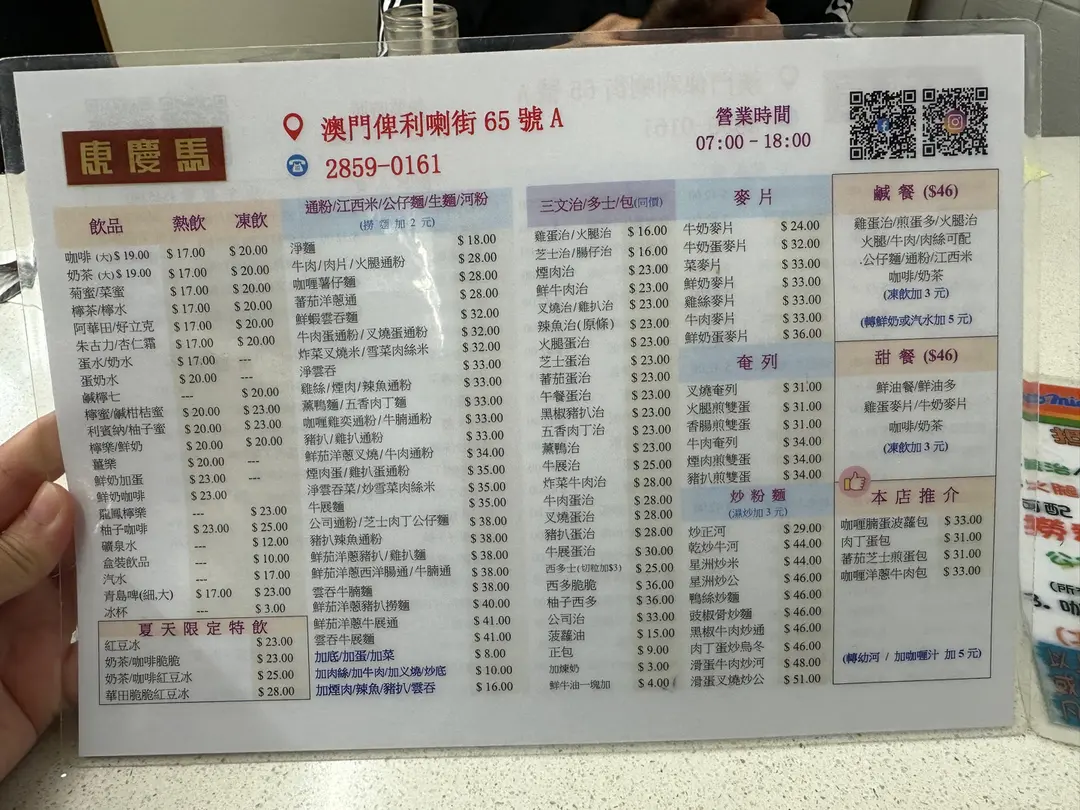 康慶馬
澳門俾利喇街 65 號 A
2859-0161
營業時間
07:00 - 18:00
飲品 熱飲 凍飲
咖啡 (大) $ 19.00 $ 17.00 $ 20.00
奶茶 (大) $ 19.00 $ 17.00 $ 20.00
菊蜜/菜蜜 $ 17.00 $ 20.00
檸茶/檸水 $ 17.00 $ 20.00
阿華田/好立克 $ 17.00 $ 20.00
朱古力/杏仁霜 $ 17.00 $ 20.00
蛋水/奶水 $ 17.00 ---
蛋奶水 $ 20.00 ---
鹹檸七 --- $ 20.00
檸蜜/鹹柑桔蜜 $ 20.00 $ 23.00
利賓納/柚子蜜 $ 20.00 $ 23.00
檸樂/鮮奶 $ 20.00 $ 20.00
薑樂 $ 20.00 ---
鮮奶加蛋 $ 23.00 ---
鮮奶咖啡 $ 23.00
龍鳳檸樂 --- $ 23.00
柚子咖啡 $ 23.00 $ 25.00
礦泉水 --- $ 12.00
盒裝飲品 --- $ 10.00
汽水 --- $ 17.00
青島啤(細,大) $ 17.00 $ 23.00
冰杯 --- $ 3.00
夏天限定特飲
紅豆冰 $ 23.00
奶茶/咖啡脆脆 $ 23.00
奶茶/咖啡紅豆冰 $ 25.00
華田脆脆紅豆冰 $ 28.00
通粉/江西米/公仔麵/生麵/河粉
(撈麵加 2 元)
淨麵 $ 18.00
牛肉/肉片/火腿通粉 $ 28.00
咖喱薯仔麵 $ 28.00
蕃茄洋蔥通 $ 28.00
鮮蝦雲吞麵 $ 32.00
牛肉蛋通粉/叉燒蛋通粉 $ 32.00
炸菜叉燒米/雪菜肉絲米 $ 32.00
淨雲吞 $ 33.00
雞絲/煙肉/辣魚通粉 $ 33.00
薰鴨麵/五香肉丁麵 $ 33.00
咖喱雞奕通粉/牛腩通粉 $ 33.00
豬扒/雞扒通粉 $ 33.00
鮮茄洋蔥叉燒/牛肉通粉 $ 34.00
煙肉蛋/雞扒蛋通粉 $ 35.00
淨雲吞菜/炒雪菜肉絲米 $ 35.00
牛展麵 $ 35.00
公司通粉/芝士肉丁公仔麵 $ 38.00
豬扒辣魚通粉 $ 38.00
鮮茄洋蔥豬扒/雞扒麵 $ 38.00
鮮茄洋蔥西洋腸通/牛腩通 $ 38.00
雲吞牛腩麵 $ 38.00
鮮茄洋蔥豬扒撈麵 $ 40.00
鮮茄洋蔥牛展通 $ 41.00
雲吞牛展麵 $ 41.00
加底/加蛋/加菜 $ 8.00
加肉絲/加牛肉/加叉燒/炒底 $ 10.00
加煙肉/辣魚/豬扒/雲吞 $ 16.00
三文治/多士/包(同價)
雞蛋治/火腿治 $ 16.00
芝士治/腸仔治 $ 16.00
煙肉治 $ 23.00
鮮牛肉治 $ 23.00
叉燒治/雞扒治 $ 23.00
辣魚治(原條) $ 23.00
火腿蛋治 $ 23.00
芝士蛋治 $ 23.00
蕃茄蛋治 $ 23.00
午餐蛋治 $ 23.00
黑椒豬扒治 $ 23.00
五香肉丁治 $ 23.00
薰鴨治 $ 23.00
牛展治 $ 25.00
炸菜牛肉治 $ 28.00
牛肉蛋治 $ 28.00
叉燒蛋治 $ 28.00
豬扒蛋治 $ 28.00
牛展蛋治 $ 30.00
西多士(切粒加$3) $ 25.00
西多脆脆 $ 36.00
柚子西多 $ 36.00
公司治 $ 33.00
菠蘿油 $ 15.00
正包 $ 9.00
加煉奶 $ 3.00
鮮牛油一塊加 $ 4.00
麥片
牛奶麥片 $ 24.00
牛奶蛋麥片 $ 32.00
菜麥片 $ 33.00
鮮奶麥片 $ 33.00
雞絲麥片 $ 33.00
牛肉麥片 $ 33.00
鮮奶蛋麥片 $ 36.00
奄列
叉燒奄列 $ 31.00
火腿煎雙蛋 $ 31.00
香腸煎雙蛋 $ 31.00
牛肉奄列 $ 34.00
煙肉煎雙蛋 $ 34.00
豬扒煎雙蛋 $ 34.00
炒粉麵
(濕炒加 3 元)
炒正河 $ 29.00
乾炒牛河 $ 44.00
星洲炒米 $ 44.00
星洲炒公 $ 46.00
鴨絲炒麵 $ 46.00
豉椒骨炒麵 $ 46.00
黑椒牛肉炒通 $ 46.00
肉丁蛋炒烏冬 $ 46.00
滑蛋牛肉炒河 $ 48.00
滑蛋叉燒炒公 $ 51.00
鹹餐 ($46)
雞蛋治/煎蛋多/火腿治
火腿/牛肉/肉絲可配
公仔麵/通粉/江西米
咖啡/奶茶
(凍飲加 3 元)
(轉鮮奶或汽水加 5 元)
甜餐 ($46)
鮮油餐/鮮油多
雞蛋麥片/牛奶麥片
咖啡/奶茶
(凍飲加 3 元)
本店推介
咖喱腩蛋菠蘿包 $ 33.00
肉丁蛋包 $ 31.00
蕃茄芝士煎蛋包 $ 31.00
咖喱洋蔥牛肉包 $ 33.00
(轉幼河 / 加咖喱汁 加 5 元)